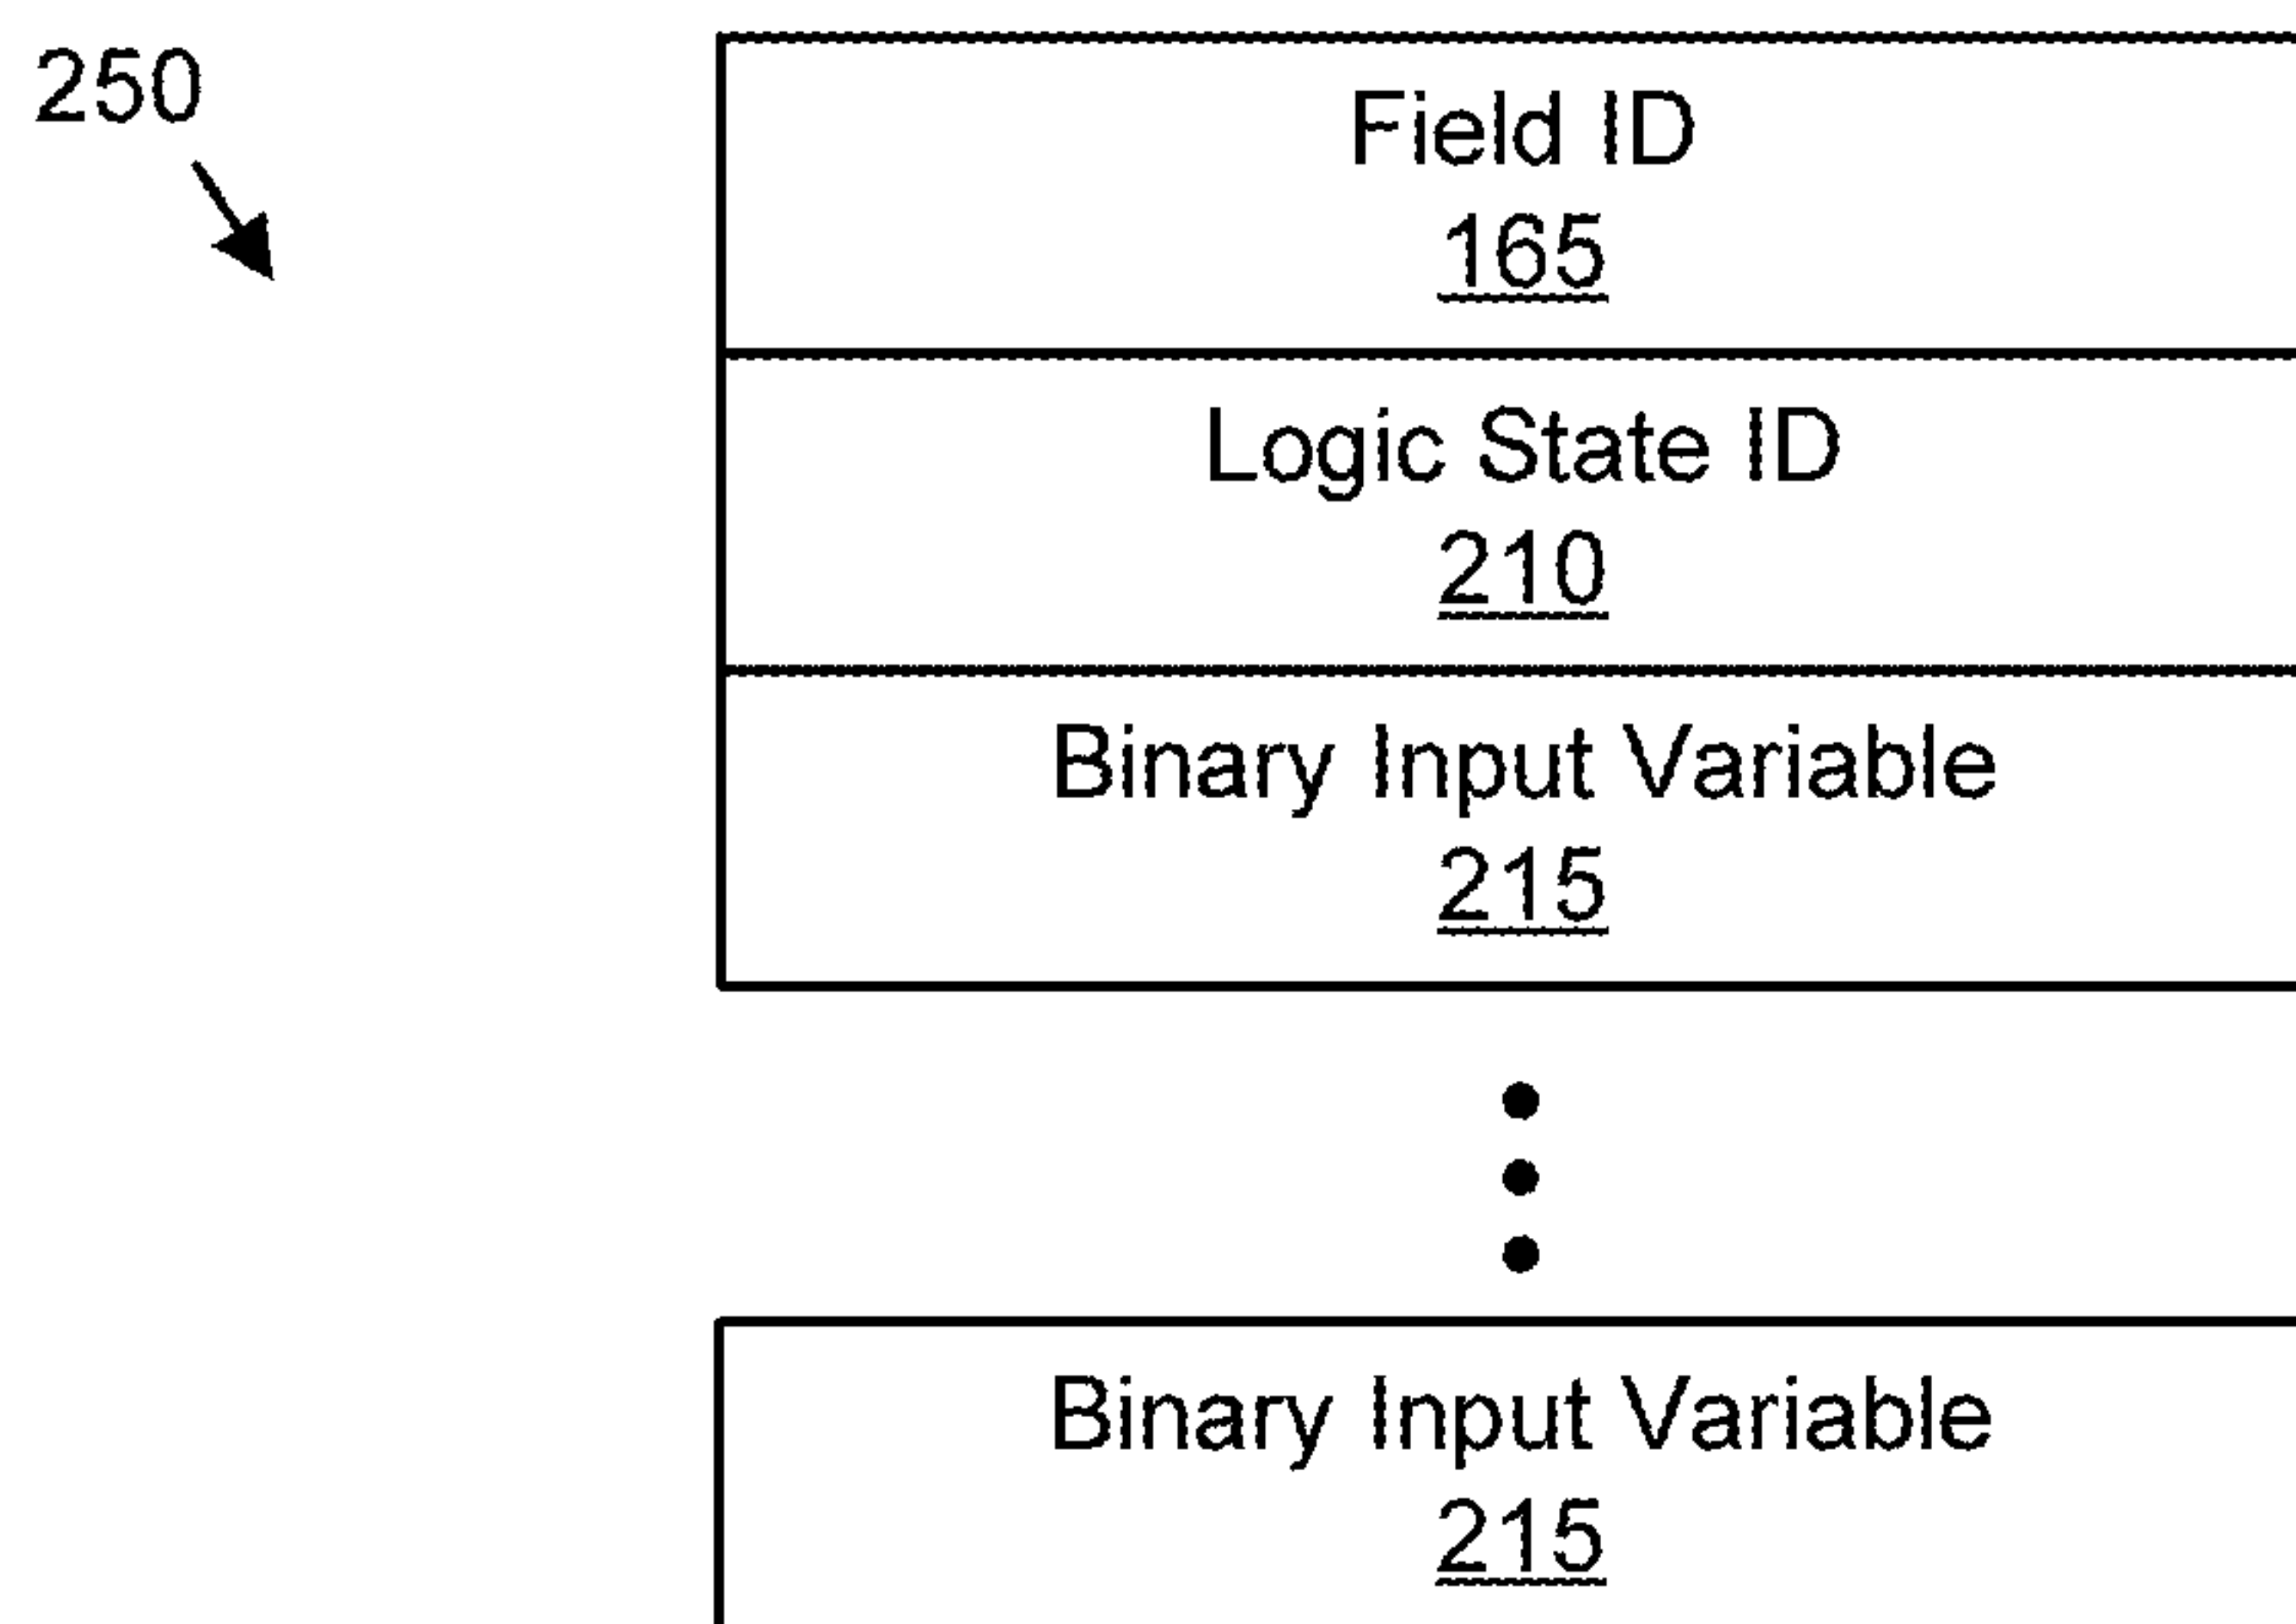 250
Field ID
165
Logic State ID
210
Binary Input Variable
215
Binary Input Variable
215